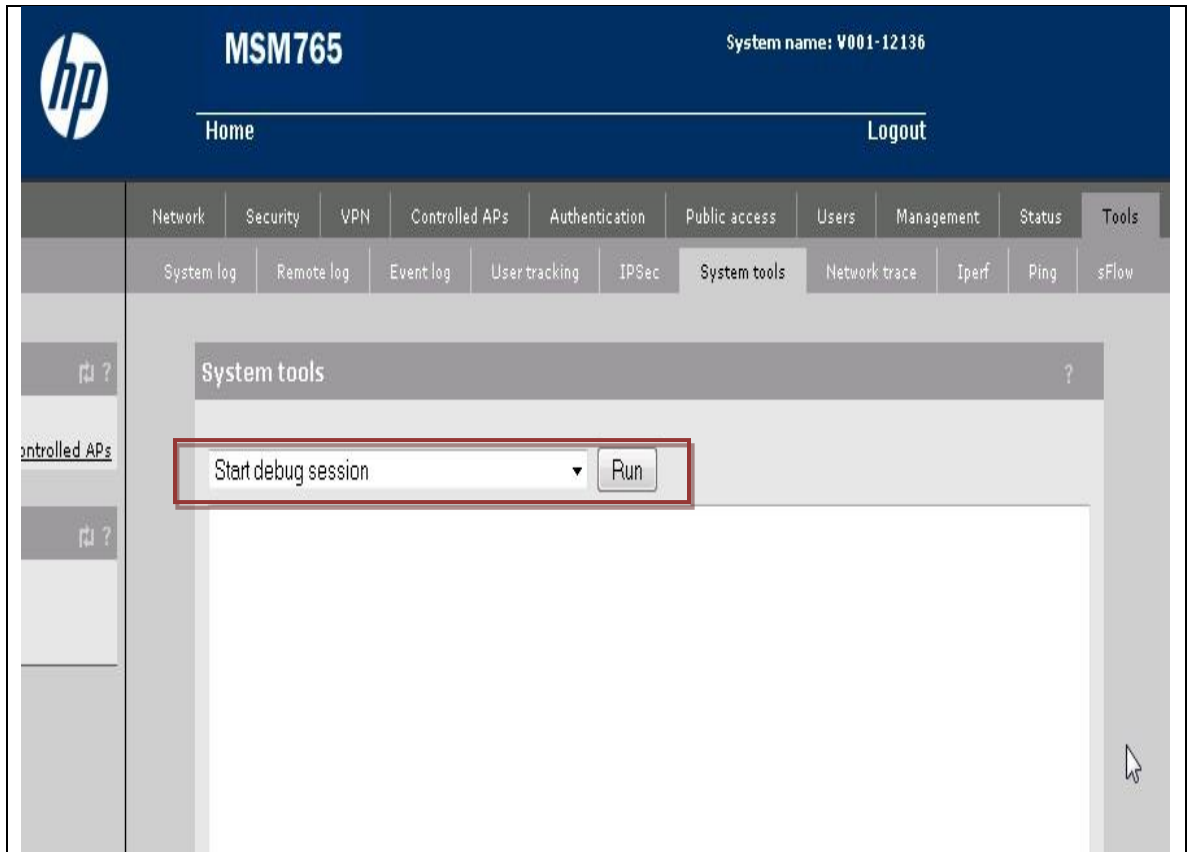 hp MSM765 System name: V001-12136
Home Logout
Network Security VPN Controlled APs Authentication Public access Users Management Status Tools
System log Remote log Event log User tracking IPSec System tools Network trace Iperf Ping sFlow
? System tools ?
ontrolled APs
Start debug session Run
?